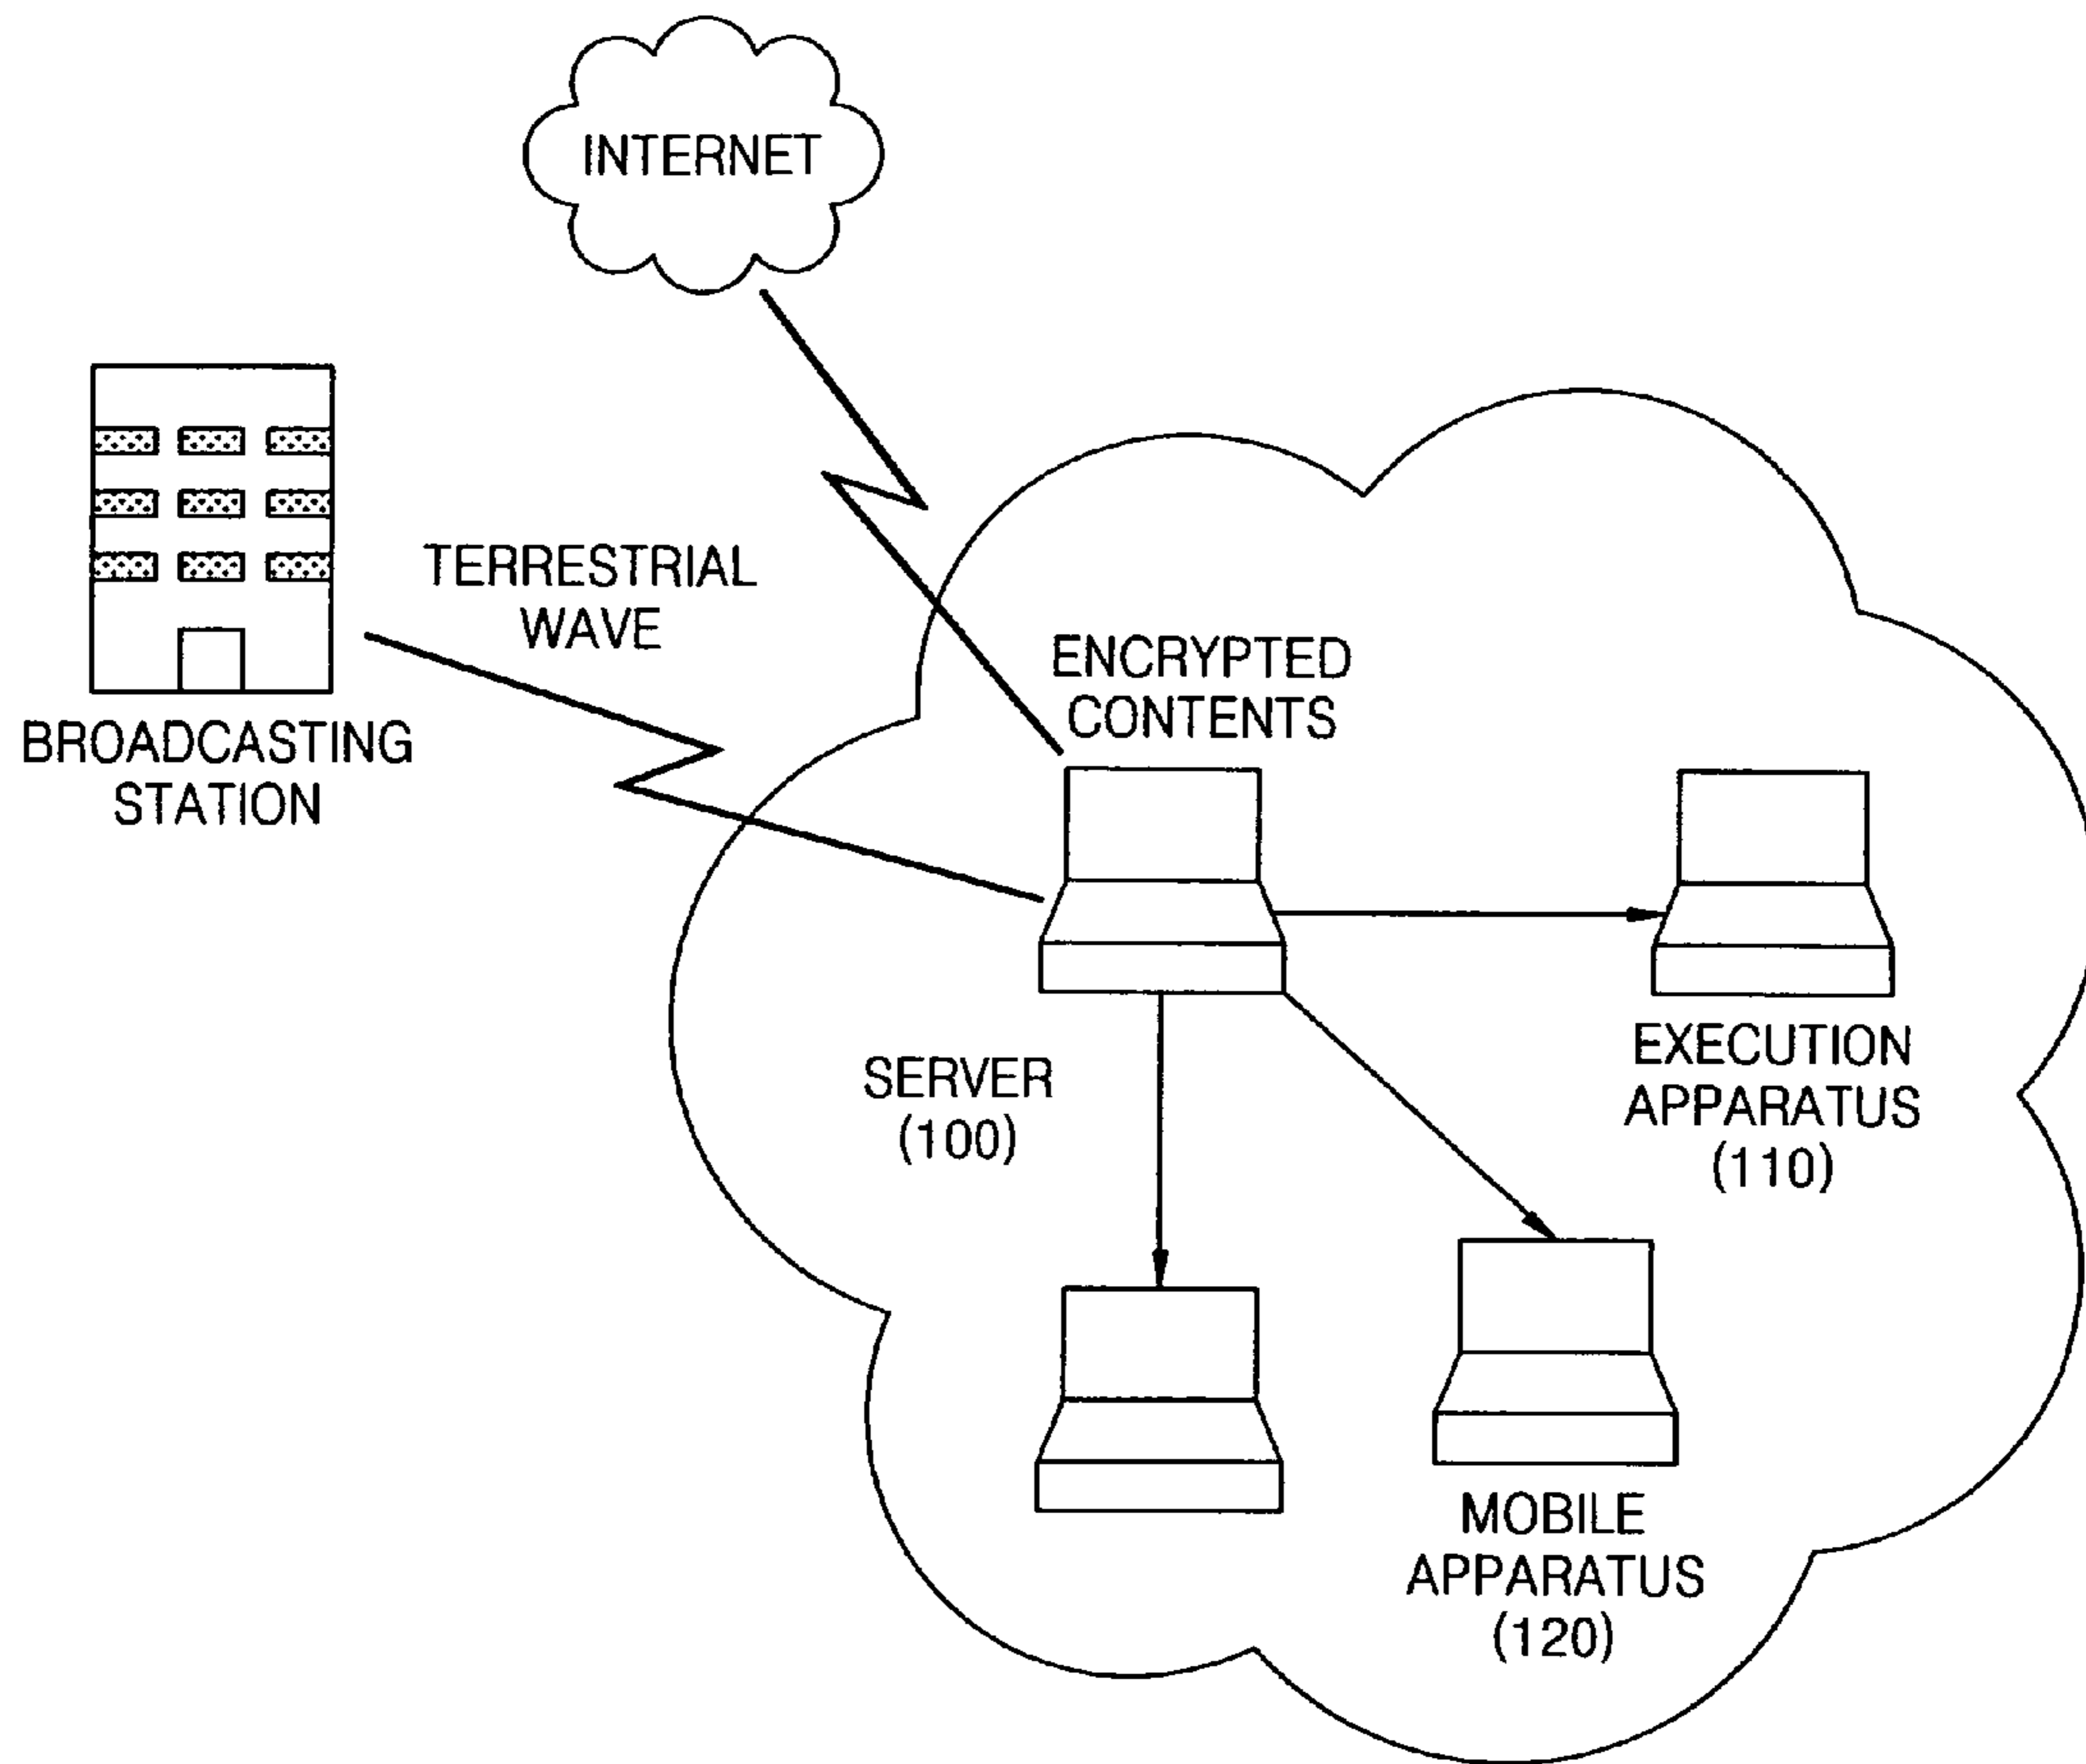 INTERNET
TERRESTRIAL
WAVE
BROADCASTING
STATION
ENCRYPTED
CONTENTS
SERVER
(100)
EXECUTION
APPARATUS
(110)
MOBILE
APPARATUS
(120)